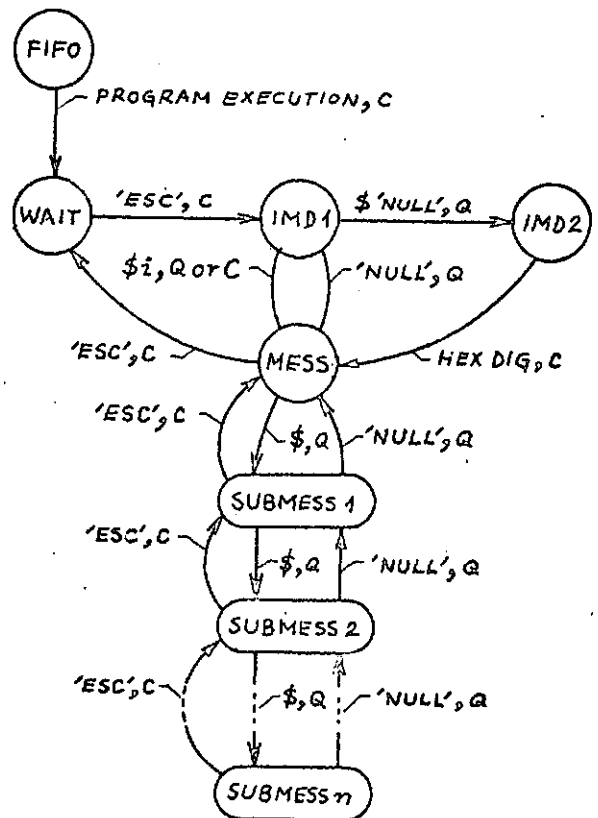 FIFO
PROGRAM EXECUTION, C
WAIT
'ESC', C
IMD1
$'NULL', Q
IMD2
$i, Q or C
'NULL', Q
'ESC', C
MESS
HEX DIG, C
'ESC', C
$, Q
'NULL', Q
SUBMESS 1
'ESC', C
$, Q
'NULL', Q
SUBMESS 2
'ESC', C
$, Q
'NULL', Q
SUBMESS n